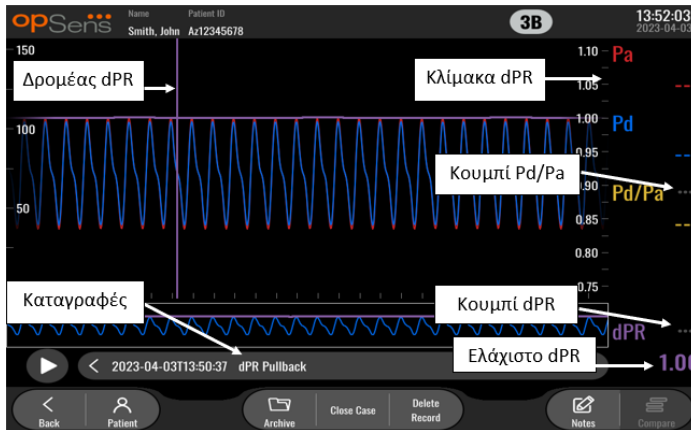 opSens
Name Patient ID
Smith, John Az12345678
3B
13:52:03
2023-04-03
150
100
50
Δρομέας dPR
Κλίμακα dPR
1.10
1.05
1.00
0.95
0.90
0.85
0.80
0.75
Pa
--
Pd
--
Κουμπί Pd/Pa
Pd/Pa
--
Καταγραφές
Κουμπί dPR
dPR
Ελάχιστο dPR
1.00
2023-04-03T13:50:37 dPR Pullback
Back
Patient
Archive
Close Case
Delete
Record
Notes
Compare